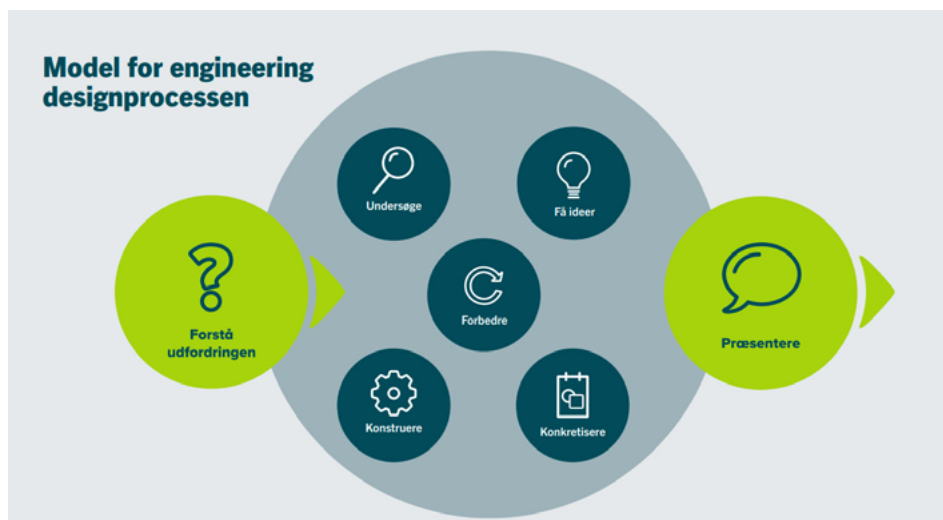 Model for engineering
designprocessen
Undersøge
Få ideer
Forstå
udfordringen
Forbedre
Præsentere
Konstruere
Konkretisere